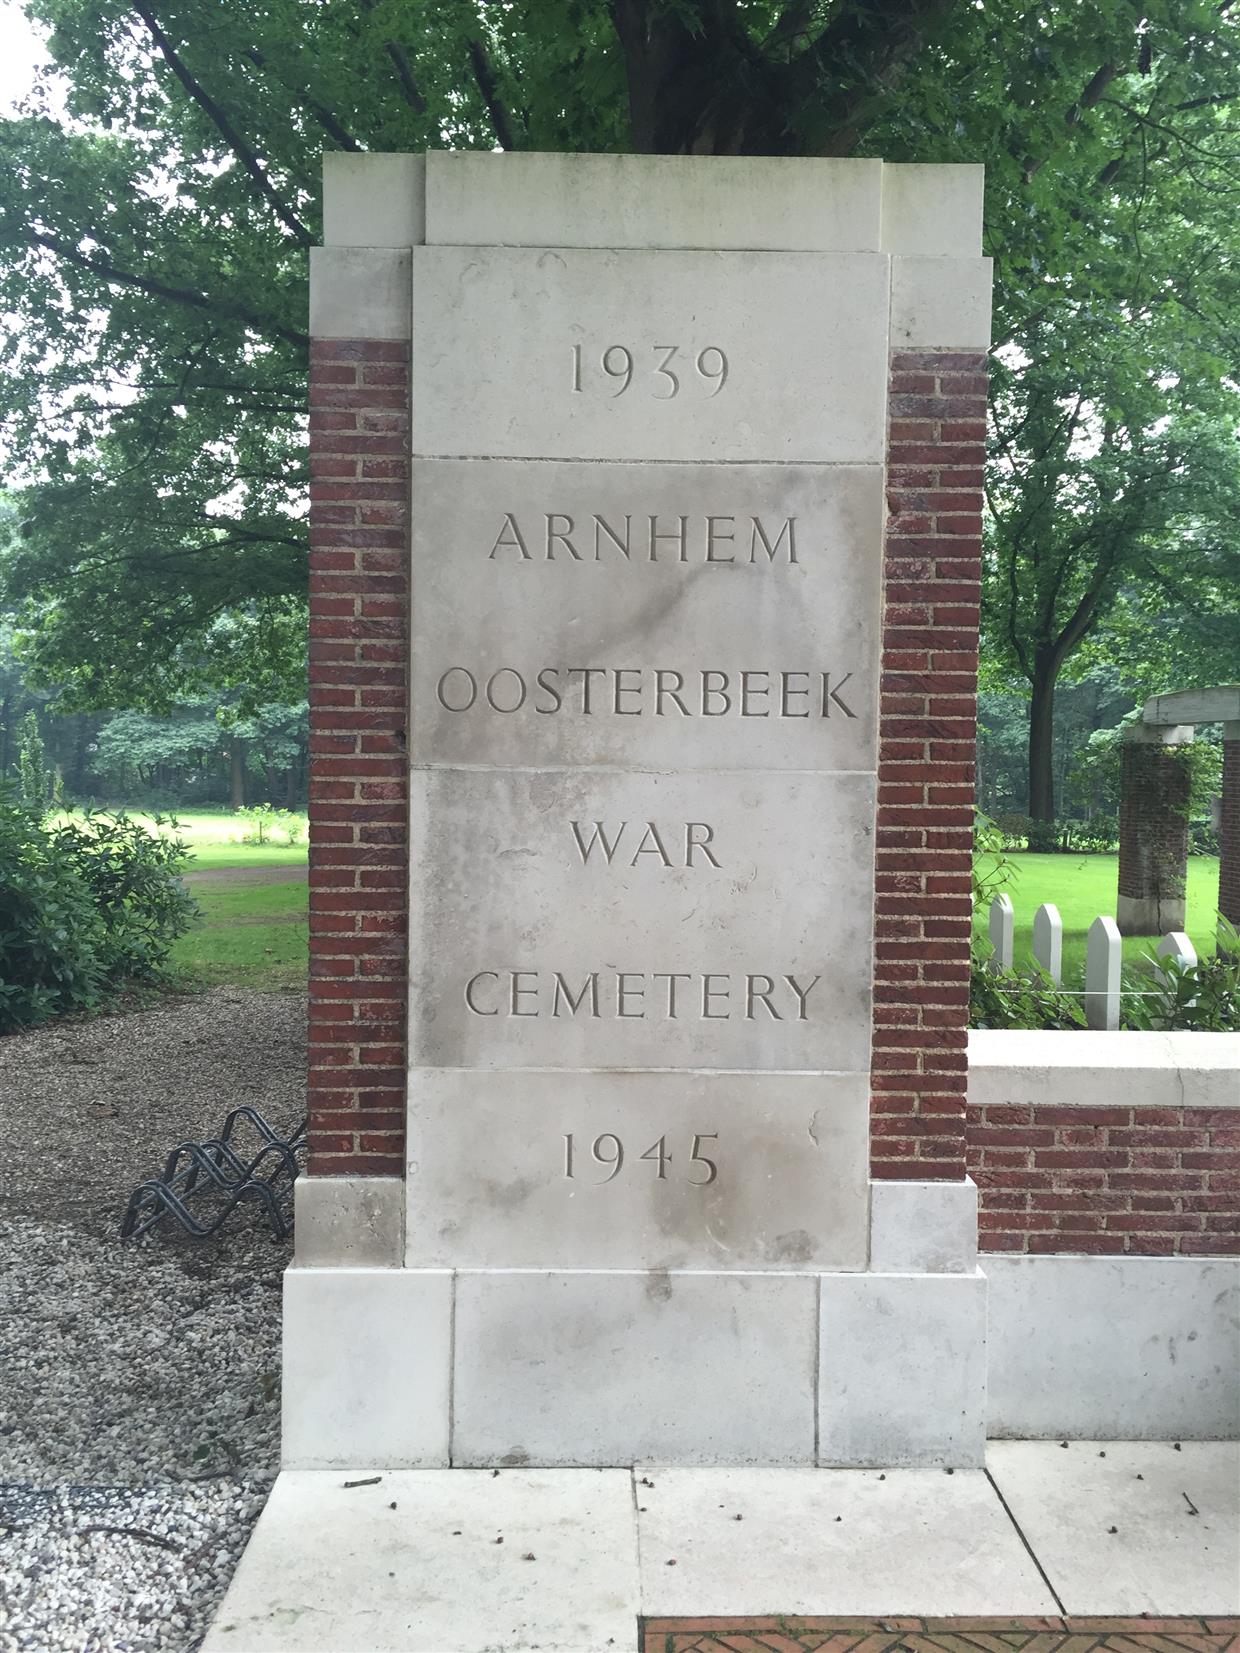 1939
ARNHEM
OOSTERBEEK
WAR
CEMETERY
1945